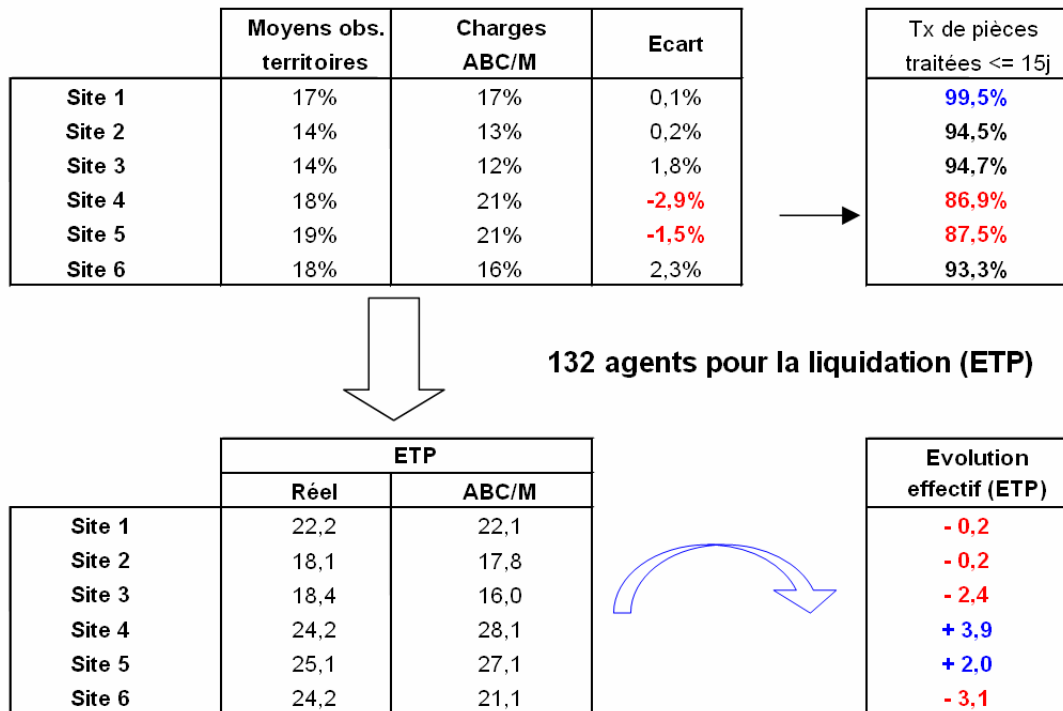 Moyens obs. territoires Charges ABC/M Ecart Tx de pièces traitées <= 15j
Site 1 17% 17% 0,1% 99,5%
Site 2 14% 13% 0,2% 94,5%
Site 3 14% 12% 1,8% 94,7%
Site 4 18% 21% -2,9% 86,9%
Site 5 19% 21% -1,5% 87,5%
Site 6 18% 16% 2,3% 93,3%
132 agents pour la liquidation (ETP)
ETP Evolution effectif (ETP)
Réel ABC/M
Site 1 22,2 22,1 - 0,2
Site 2 18,1 17,8 - 0,2
Site 3 18,4 16,0 - 2,4
Site 4 24,2 28,1 + 3,9
Site 5 25,1 27,1 + 2,0
Site 6 24,2 21,1 - 3,1